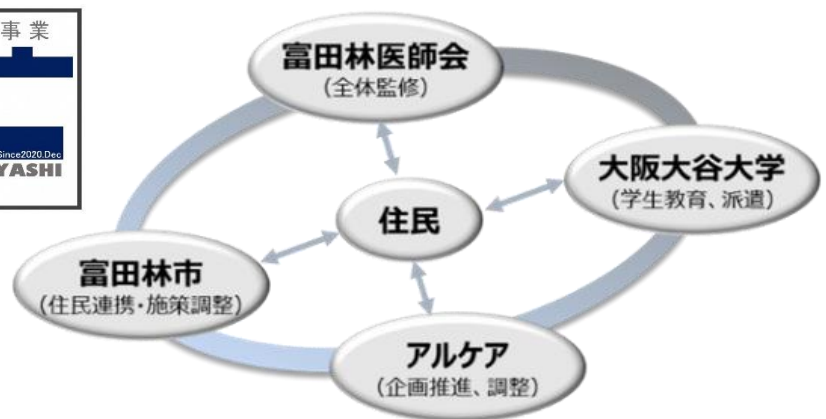 事業
Since2020.Dec
YASHI
富田林医師会
(全体監修)
大阪大谷大学
(学生教育、派遣)
住民
富田林市
(住民連携・施策調整)
アルケア
(企画推進、調整)